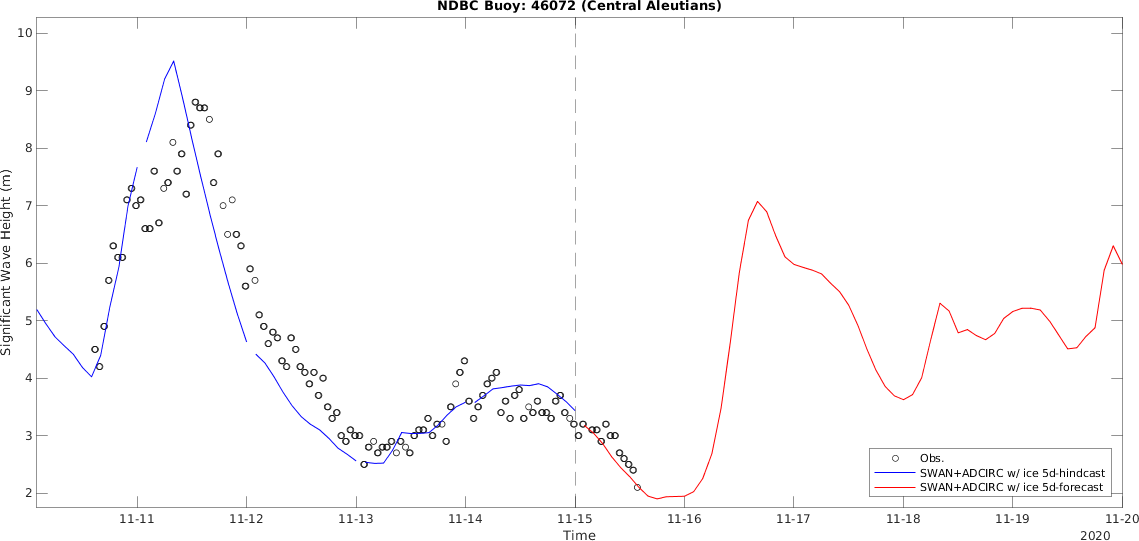 NDBC Buoy: 46072 (Central Aleutians)
Significant Wave Height (m)
10
9
8
7
6
5
4
3
2
Obs.
SWAN+ADCIRC w/ ice 5d-hindcast
SWAN+ADCIRC w/ ice 5d-forecast
11-11 11-12 11-13 11-14 11-15 11-16 11-17 11-18 11-19 11-20
Time 2020